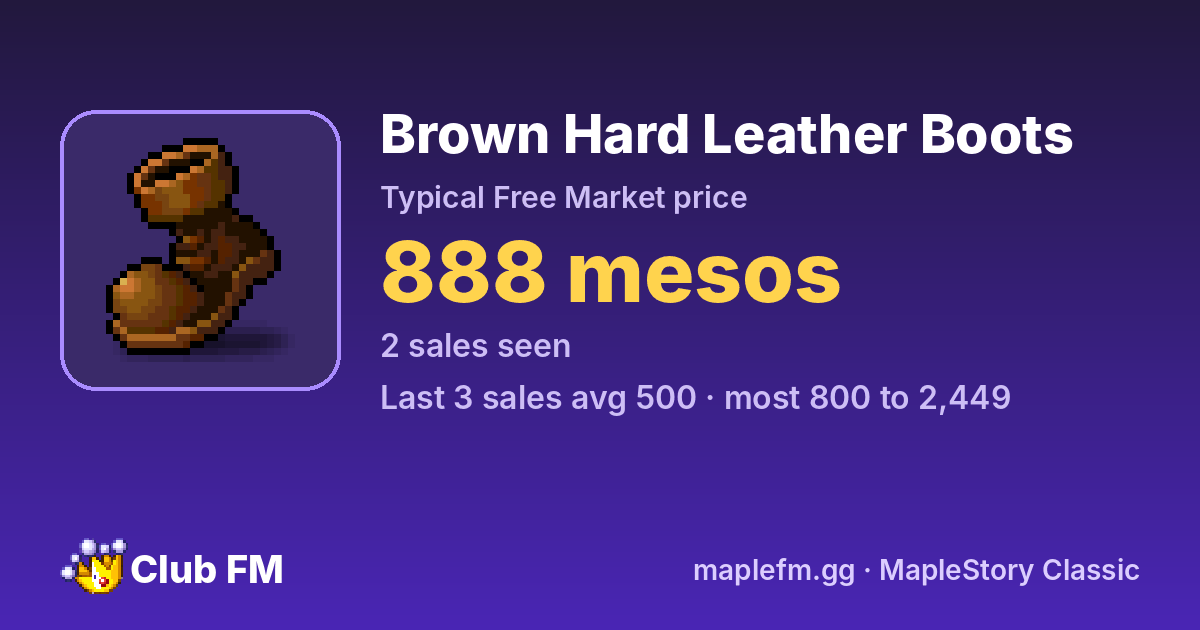 Brown Hard Leather Boots
Typical Free Market price
888 mesos
2 sales seen
Last 3 sales avg 500 · most 800 to 2,449
Club FM
maplefm.gg · MapleStory Classic